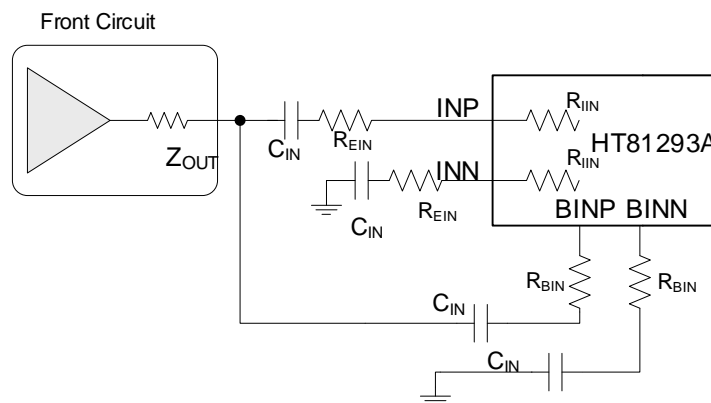 Front Circuit
ZOUT
CIN
REIN
INP
RIIN
HT81293A
CIN
REIN
INN
RIIN
BINP BINN
RBIN
RBIN
CIN
CIN